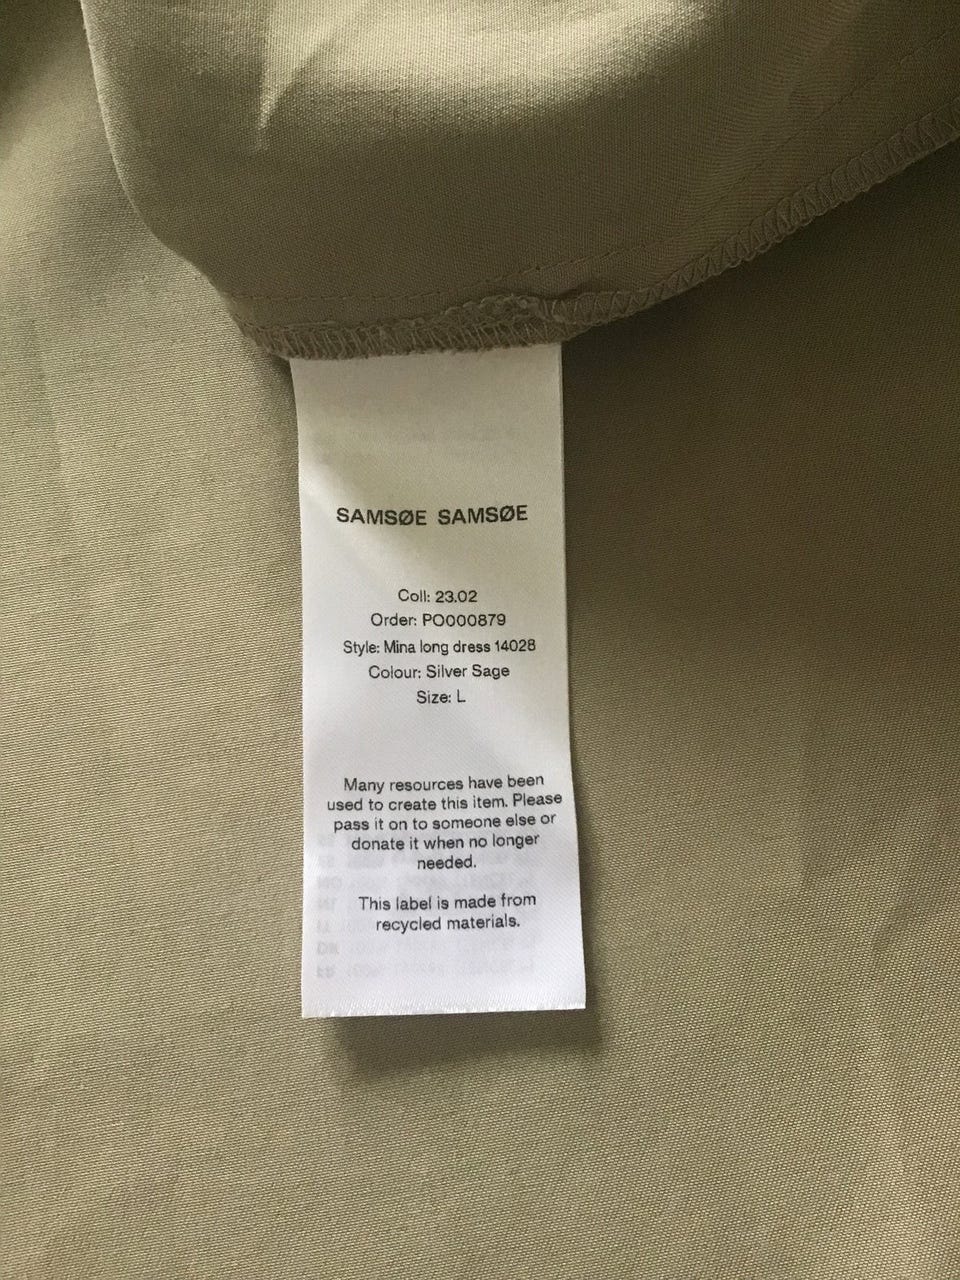 SAMSØE SAMSØE
Coll: 23.02
Order: PO000879
Style: Mina long dress 14028
Colour: Silver Sage
Size: L
Many resources have been
used to create this item. Please
pass it on to someone else or
donate it when no longer
needed.
This label is made from
recycled materials.